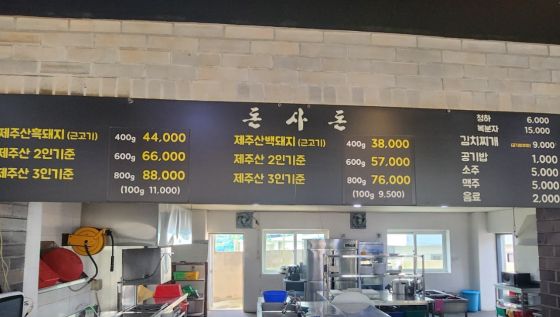 돈 사 돈
제주산흑돼지 (근고기) 400g 44,000
제주산 2인기준 600g 66,000
제주산 3인기준 800g 88,000
(100g 11.000)
제주산백돼지 (근고기) 400g 38,000
제주산 2인기준 600g 57,000
제주산 3인기준 800g 76,000
(100g 9.500)
청하 6.000
복분자 15,000
김치찌개 9.000
공기밥 1,000
소주 5.000
맥주 5.000
음료 2.000